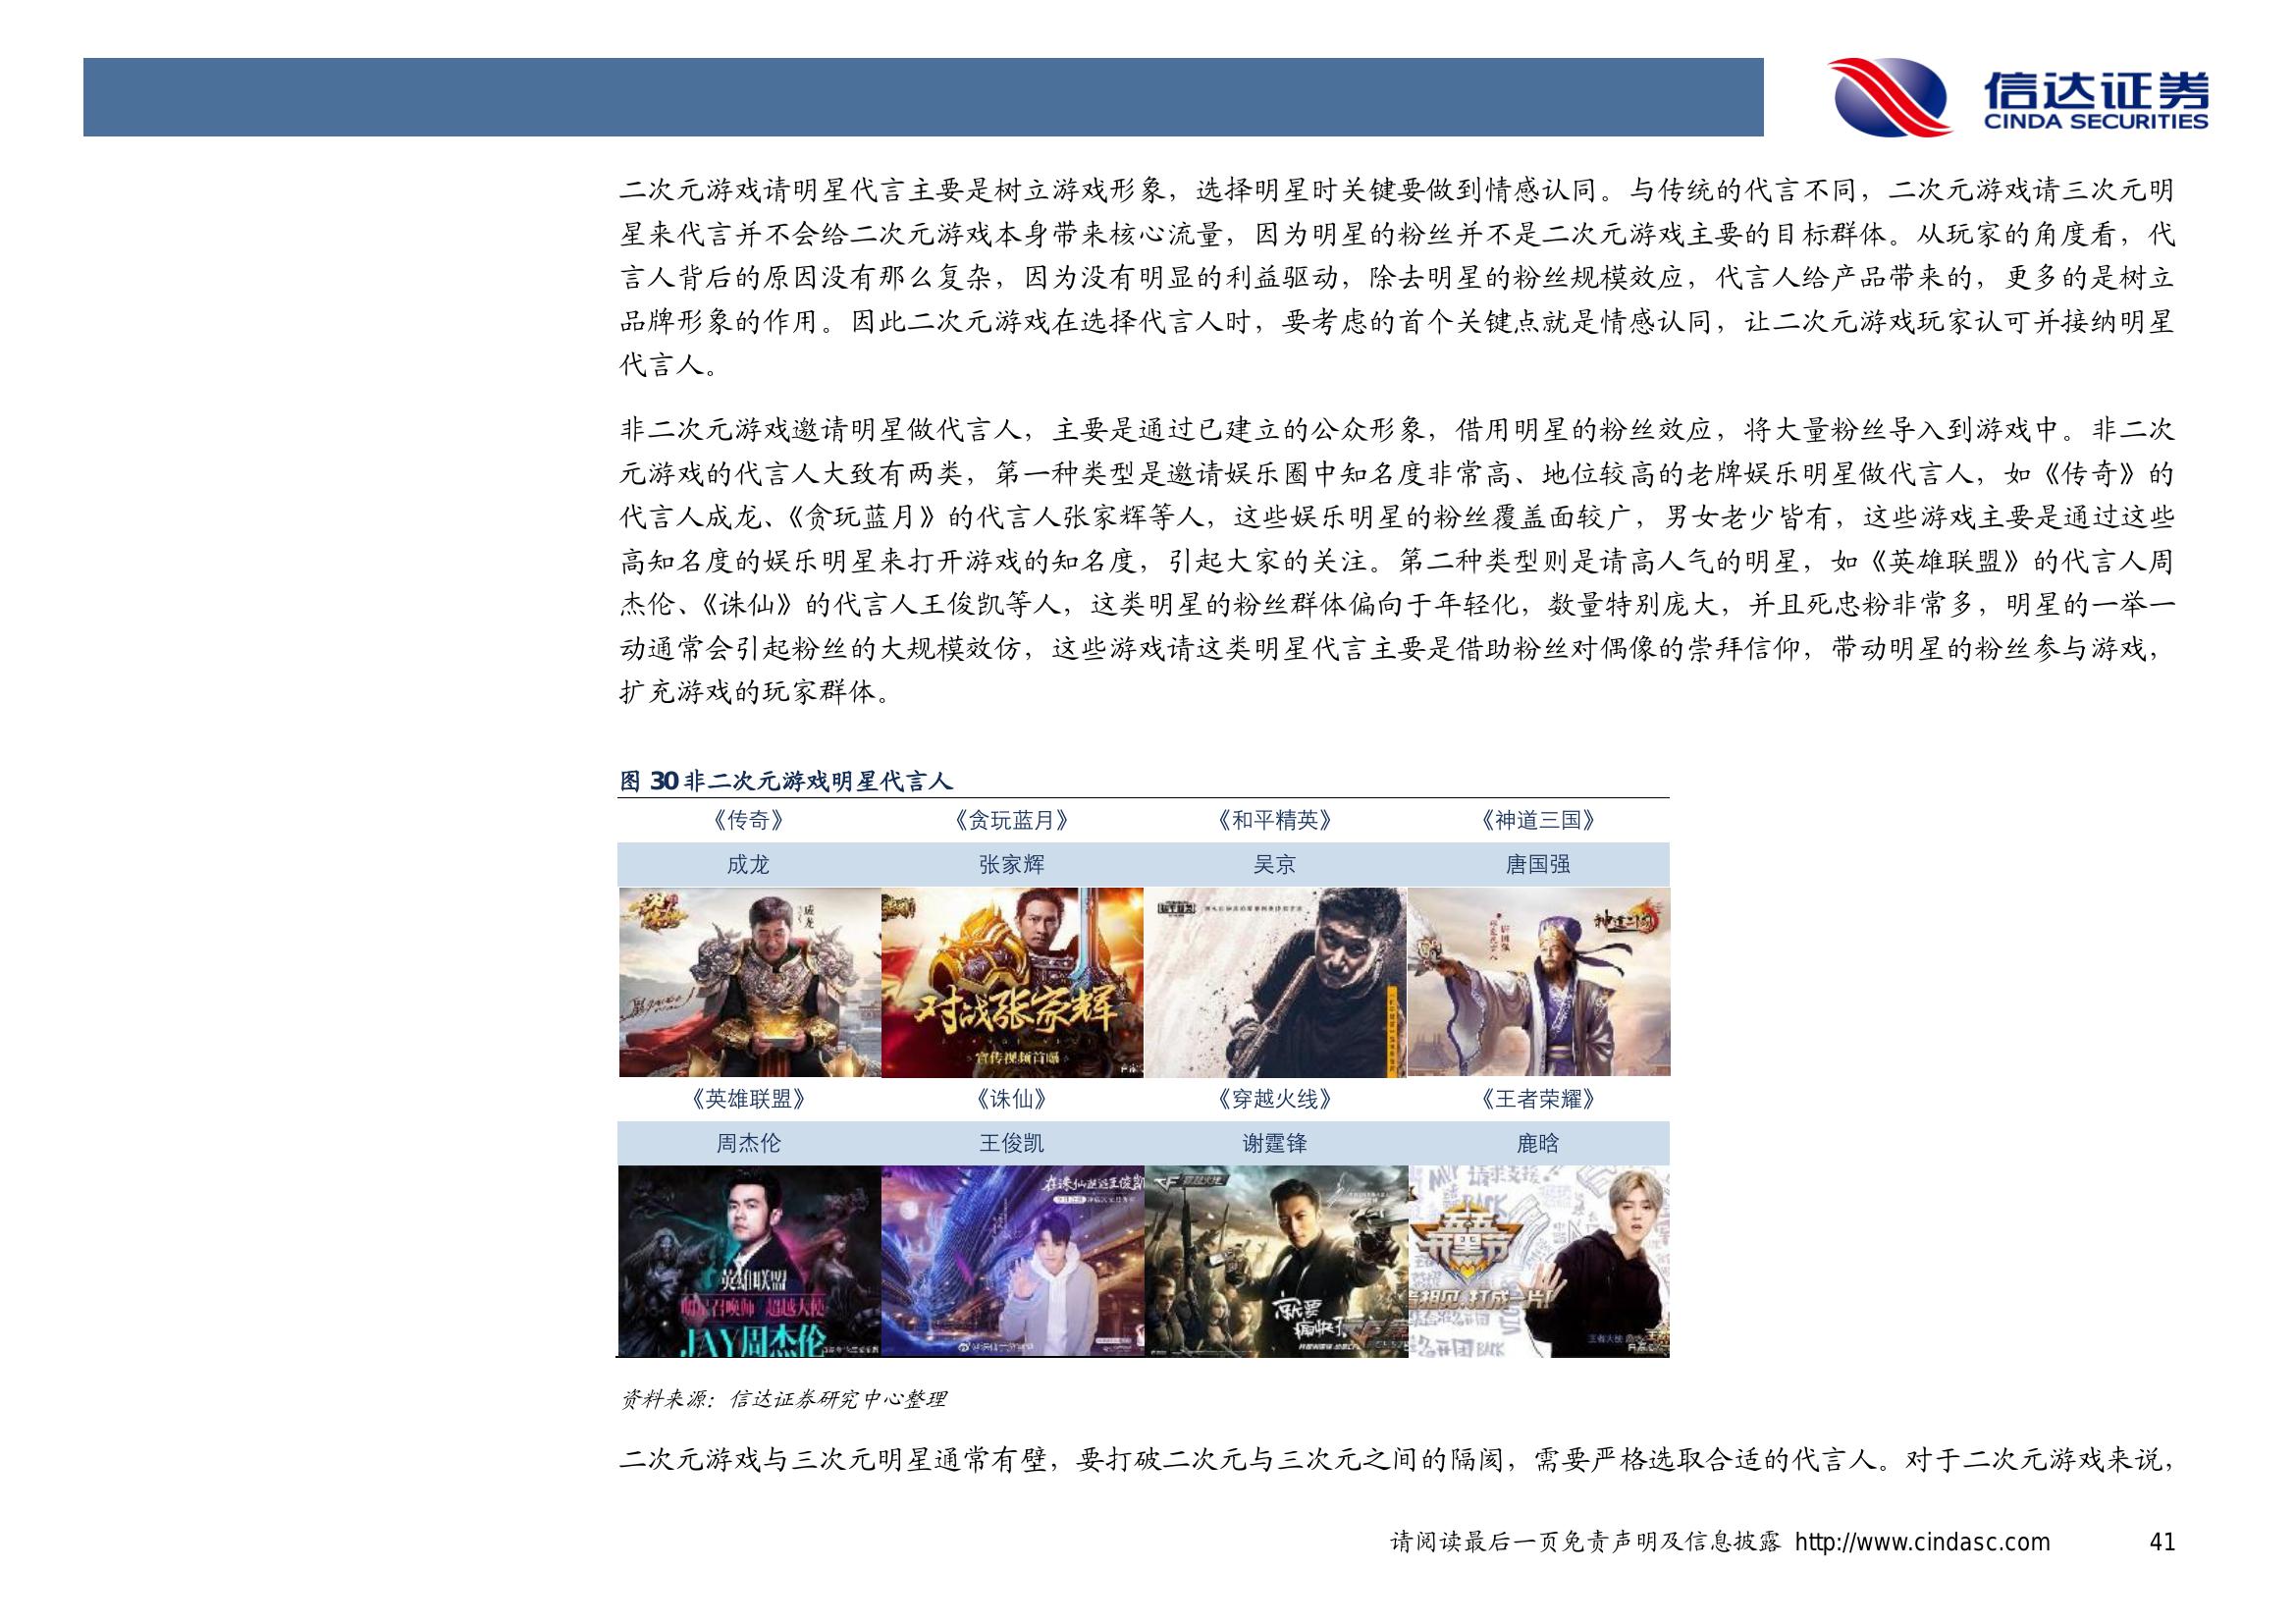 信达证券
CINDA SECURITIES
二次元游戏请明星代言主要是树立游戏形象，选择明星时关键要做到情感认同。与传统的代言不同，二次元游戏请三次元明
星来代言并不会给二次元游戏本身带来核心流量，因为明星的粉丝并不是二次元游戏主要的目标群体。从玩家的角度看，代
言人背后的原因没有那么复杂，因为没有明显的利益驱动，除去明星的粉丝规模效应，代言人给产品带来的，更多的是树立
品牌形象的作用。因此二次元游戏在选择代言人时，要考虑的首个关键点就是情感认同，让二次元游戏玩家认可并接纳明星
代言人。
非二次元游戏邀请明星做代言人，主要是通过已建立的公众形象，借用明星的粉丝效应，将大量粉丝导入到游戏中。非二次
元游戏的代言人大致有两类，第一种类型是邀请娱乐圈中知名度非常高、地位较高的老牌娱乐明星做代言人，如《传奇》的
代言人成龙、《贪玩蓝月》的代言人张家辉等人，这些娱乐明星的粉丝覆盖面较广，男女老少皆有，这些游戏主要是通过这些
高知名度的娱乐明星来打开游戏的知名度，引起大家的关注。第二种类型则是请高人气的明星，如《英雄联盟》的代言人周
杰伦、《诛仙》的代言人王俊凯等人，这类明星的粉丝群体偏向于年轻化，数量特别庞大，并且死忠粉非常多，明星的一举一
动通常会引起粉丝的大规模效仿，这些游戏请这类明星代言主要是借助粉丝对偶像的崇拜信仰，带动明星的粉丝参与游戏，
扩充游戏的玩家群体。
图 30 非二次元游戏明星代言人
《传奇》 《贪玩蓝月》 《和平精英》 《神道三国》
成龙 张家辉 吴京 唐国强
成龙
对战张家辉
宣传视频首曝
神道三国
《英雄联盟》 《诛仙》 《穿越火线》 《王者荣耀》
周杰伦 王俊凯 谢霆锋 鹿晗
英雄联盟
明星召唤师 超越大使
JAY周杰伦
在诛仙邂逅王俊凯
CF 穿越火线
就要
痛快
五五
开黑节
资料来源：信达证券研究中心整理
二次元游戏与三次元明星通常有壁，要打破二次元与三次元之间的隔阂，需要严格选取合适的代言人。对于二次元游戏来说，
请阅读最后一页免责声明及信息披露 http://www.cindasc.com 41